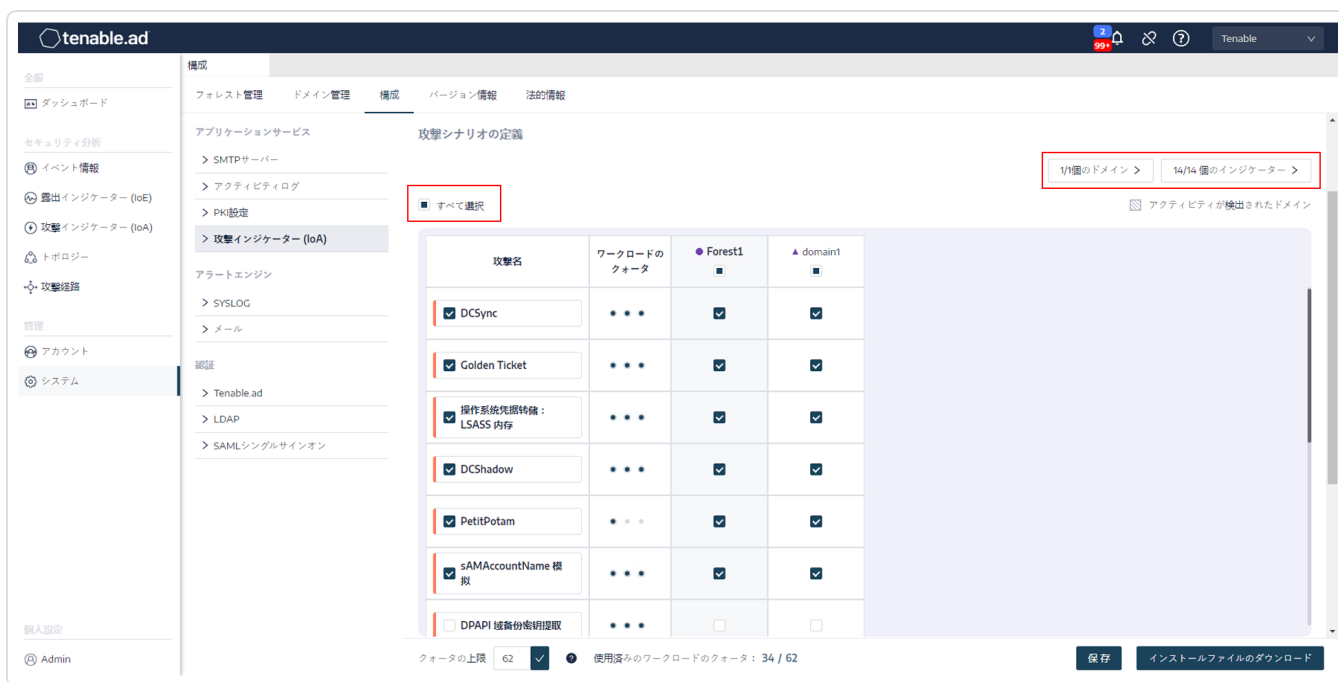 tenable.ad
2
99+
Tenable
全般
ダッシュボード
セキュリティ分析
イベント情報
露出インジケーター (IoE)
攻撃インジケーター (IoA)
トポロジー
攻撃経路
管理
アカウント
システム
個人設定
Admin
構成
フォレスト管理 ドメイン管理 構成 バージョン情報 法的情報
アプリケーションサービス
SMTPサーバー
アクティビティログ
PKI設定
攻撃インジケーター (IoA)
アラートエンジン
SYSLOG
メール
認証
Tenable.ad
LDAP
SAMLシングルサインオン
攻撃シナリオの定義
1/1個のドメイン 14/14 個のインジケーター
すべて選択
アクティビティが検出されたドメイン
攻撃名
ワークロードの
クォータ
Forest1
domain1
DCSync
Golden Ticket
操作系统凭据转储：
LSASS 内存
DCShadow
PetitPotam
sAMAccountName 模
拟
DPAPI 域备份密钥提取
クォータの上限 62 使用済みのワークロードのクォータ： 34 / 62
保存 インストールファイルのダウンロード